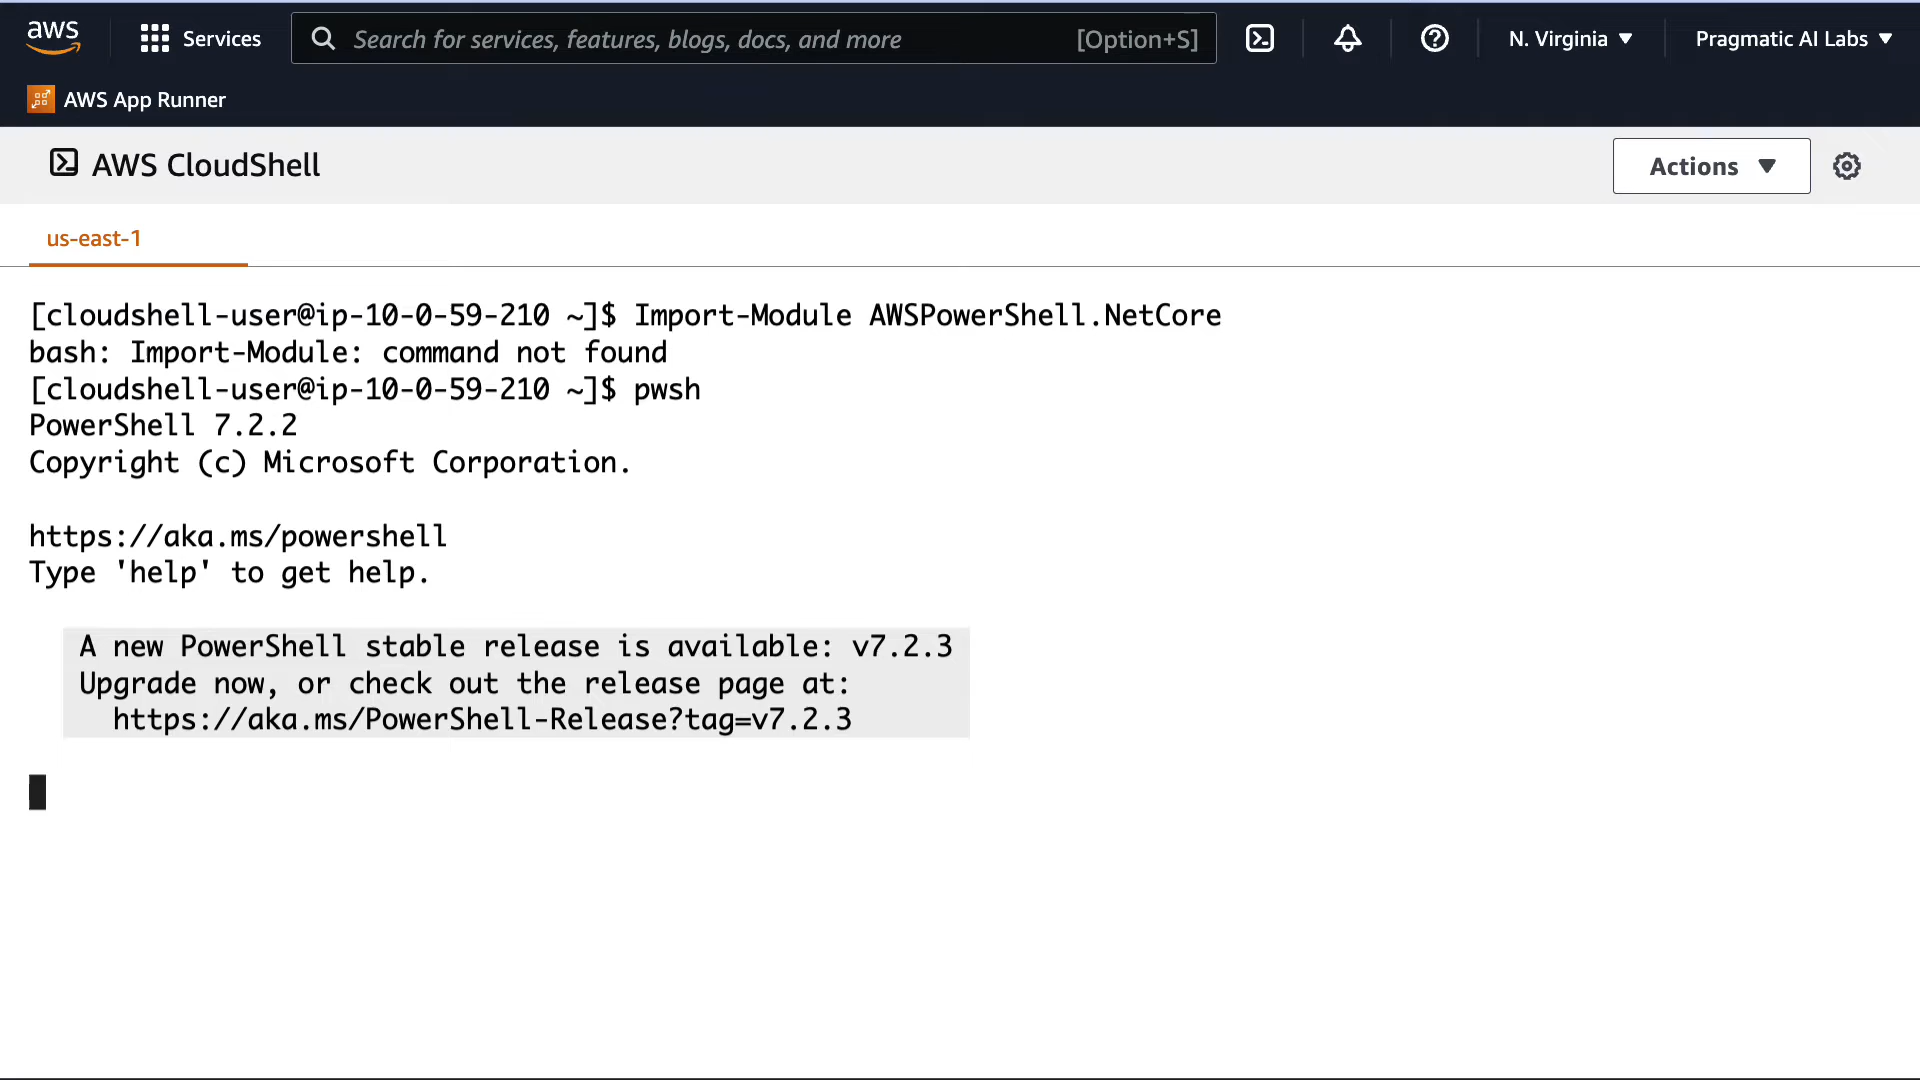 aws
Services
Search for services, features, blogs, docs, and more
[Option+S]
N. Virginia
Pragmatic AI Labs
AWS App Runner
AWS CloudShell
Actions
us-east-1
[cloudshell-user@ip-10-0-59-210 ~]$ Import-Module AWSPowerShell.NetCore
bash: Import-Module: command not found
[cloudshell-user@ip-10-0-59-210 ~]$ pwsh
PowerShell 7.2.2
Copyright (c) Microsoft Corporation.
https://aka.ms/powershell
Type 'help' to get help.
A new PowerShell stable release is available: v7.2.3
Upgrade now, or check out the release page at:
https://aka.ms/PowerShell-Release?tag=v7.2.3